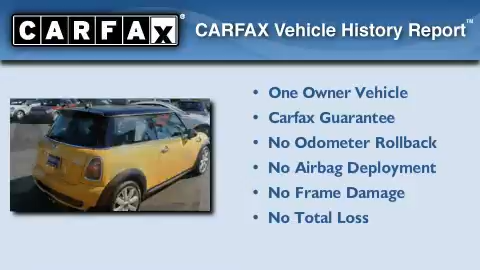 CARFAX® CARFAX Vehicle History Report™
• One Owner Vehicle
• Carfax Guarantee
• No Odometer Rollback
• No Airbag Deployment
• No Frame Damage
• No Total Loss